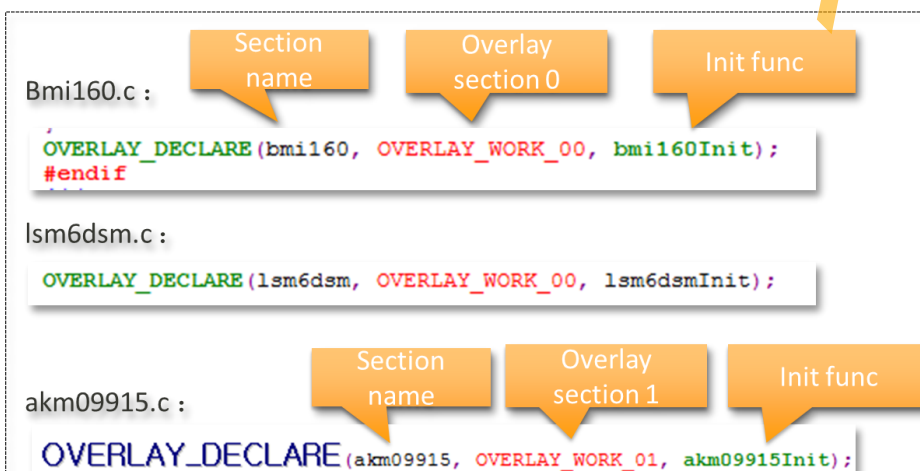 Section name
Overlay section 0
Init func
Bmi160.c：
OVERLAY_DECLARE(bmi160, OVERLAY_WORK_00, bmi160Init);
#endif
lsm6dsm.c：
OVERLAY_DECLARE(lsm6dsm, OVERLAY_WORK_00, lsm6dsmInit);
Section name
Overlay section 1
Init func
akm09915.c：
OVERLAY_DECLARE(akm09915, OVERLAY_WORK_01, akm09915Init);